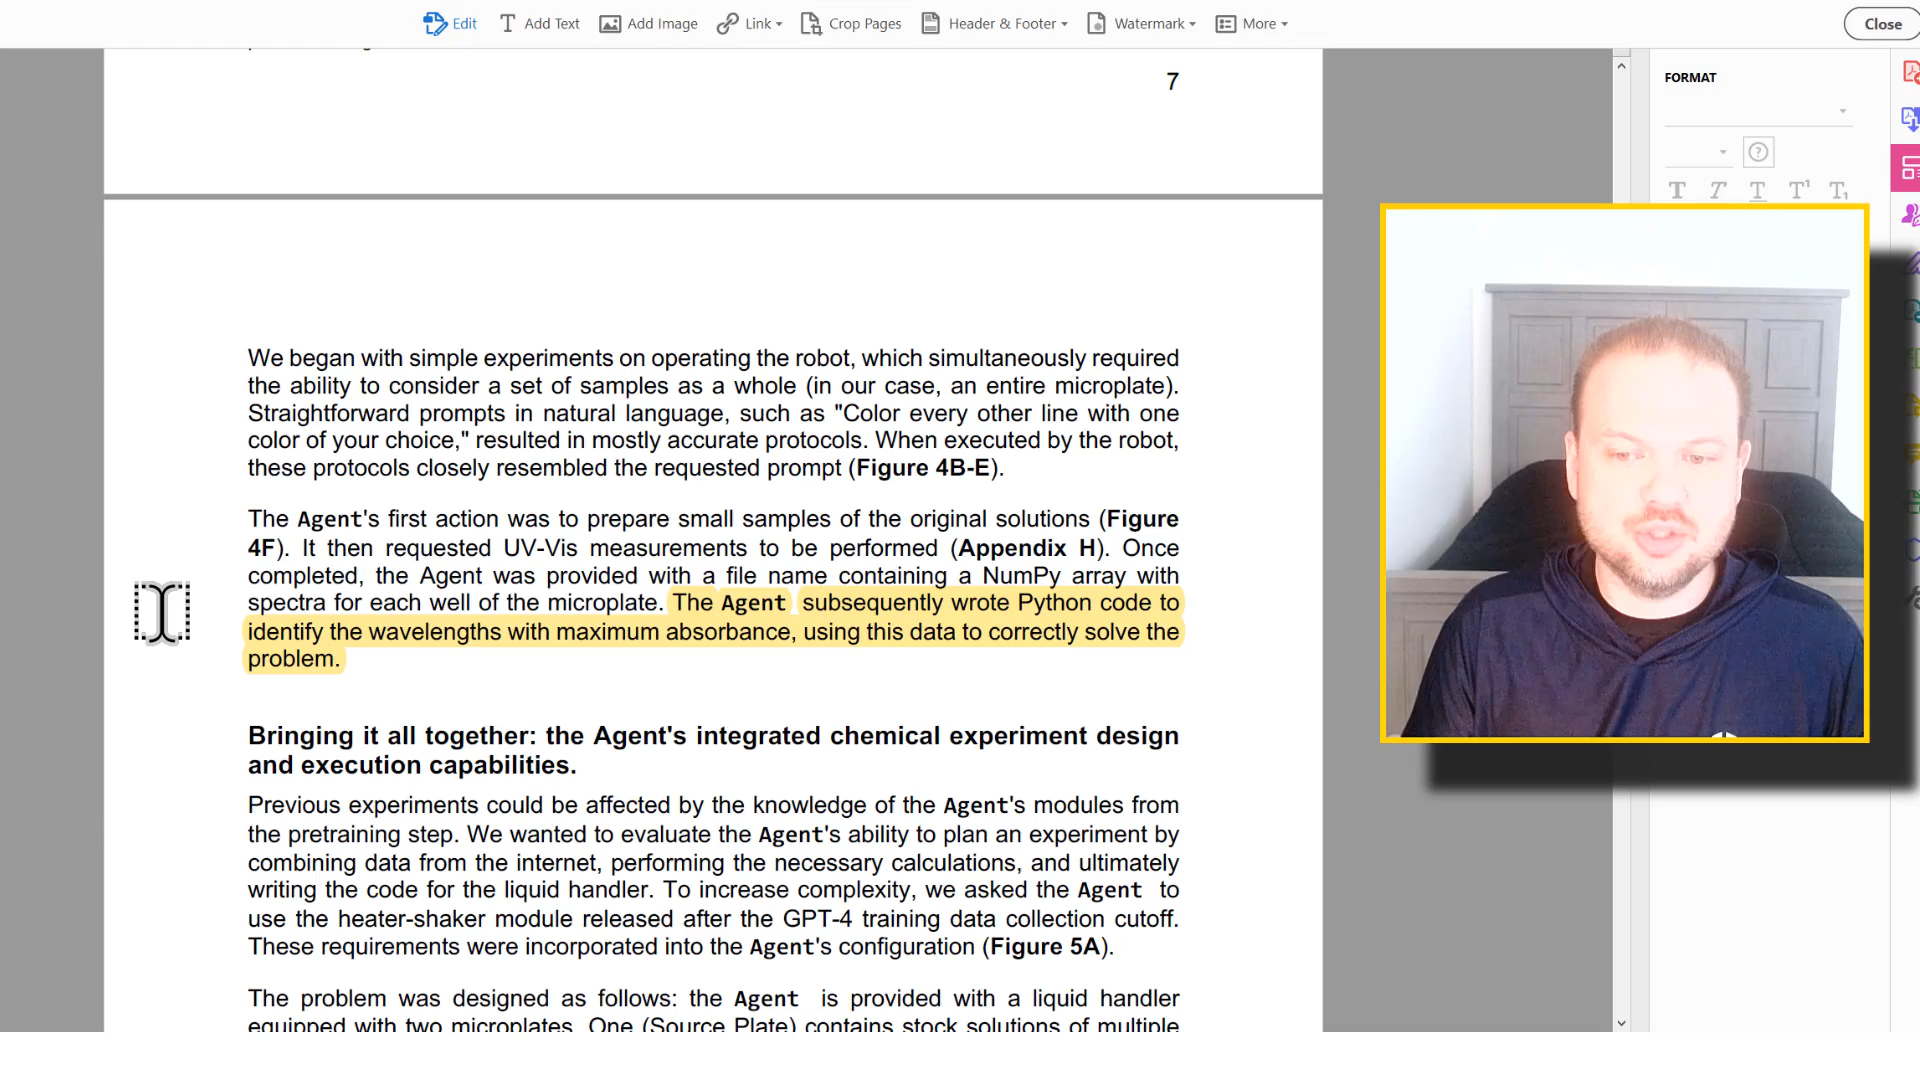 Edit Add Text Add Image Link Crop Pages Header & Footer Watermark More Close
7
FORMAT
We began with simple experiments on operating the robot, which simultaneously required
the ability to consider a set of samples as a whole (in our case, an entire microplate).
Straightforward prompts in natural language, such as "Color every other line with one
color of your choice," resulted in mostly accurate protocols. When executed by the robot,
these protocols closely resembled the requested prompt (Figure 4B-E).
The Agent's first action was to prepare small samples of the original solutions (Figure
4F). It then requested UV-Vis measurements to be performed (Appendix H). Once
completed, the Agent was provided with a file name containing a NumPy array with
spectra for each well of the microplate. The Agent subsequently wrote Python code to
identify the wavelengths with maximum absorbance, using this data to correctly solve the
problem.
Bringing it all together: the Agent's integrated chemical experiment design
and execution capabilities.
Previous experiments could be affected by the knowledge of the Agent's modules from
the pretraining step. We wanted to evaluate the Agent's ability to plan an experiment by
combining data from the internet, performing the necessary calculations, and ultimately
writing the code for the liquid handler. To increase complexity, we asked the Agent to
use the heater-shaker module released after the GPT-4 training data collection cutoff.
These requirements were incorporated into the Agent's configuration (Figure 5A).
The problem was designed as follows: the Agent is provided with a liquid handler
equipped with two microplates. One (Source Plate) contains stock solutions of multiple